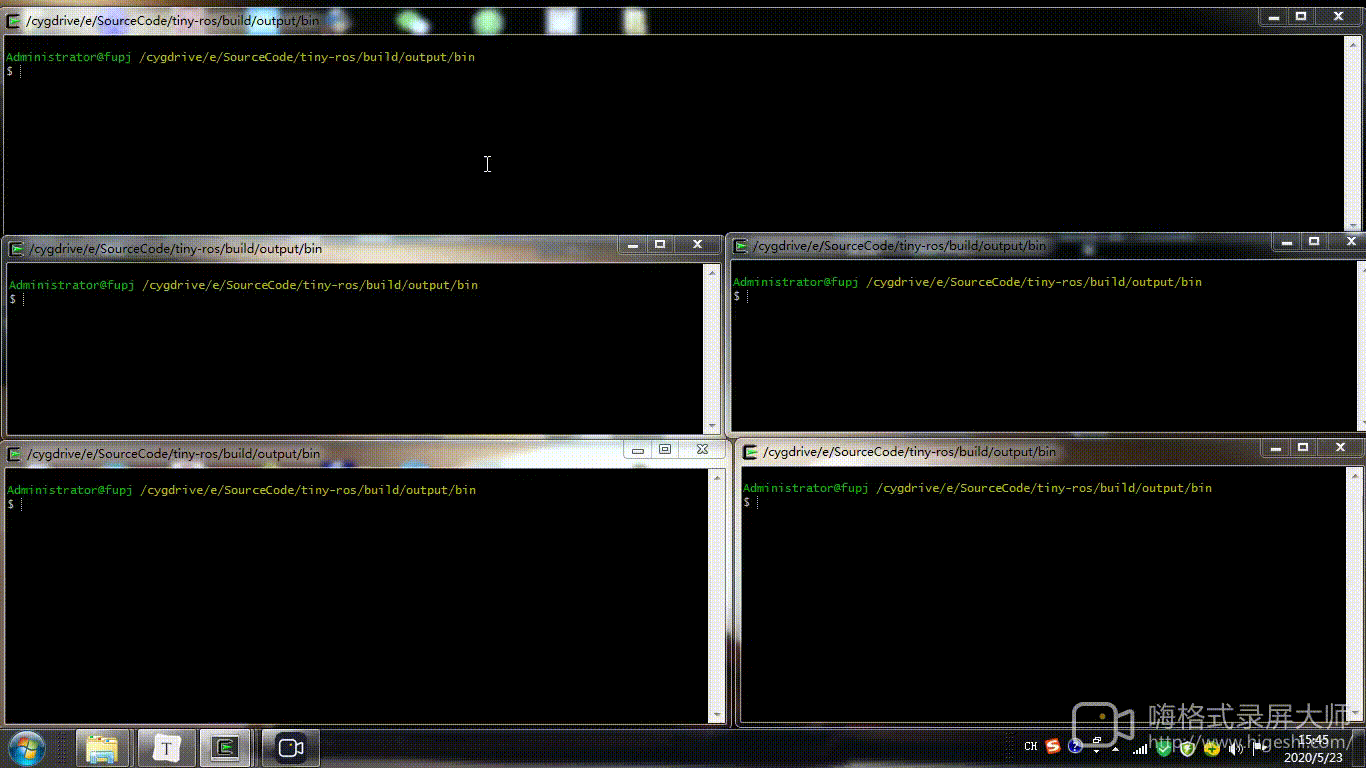 /cygdrive/e/SourceCode/tiny-ros/build/output/bin
Administrator@fupj /cygdrive/e/SourceCode/tiny-ros/build/output/bin
$
/cygdrive/e/SourceCode/tiny-ros/build/output/bin
Administrator@fupj /cygdrive/e/SourceCode/tiny-ros/build/output/bin
$
/cygdrive/e/SourceCode/tiny-ros/build/output/bin
Administrator@fupj /cygdrive/e/SourceCode/tiny-ros/build/output/bin
$
/cygdrive/e/SourceCode/tiny-ros/build/output/bin
Administrator@fupj /cygdrive/e/SourceCode/tiny-ros/build/output/bin
$
/cygdrive/e/SourceCode/tiny-ros/build/output/bin
Administrator@fupj /cygdrive/e/SourceCode/tiny-ros/build/output/bin
$
嗨格式录屏大师
http://www.higeshi.com/
T
CH
15:45
2020/5/23